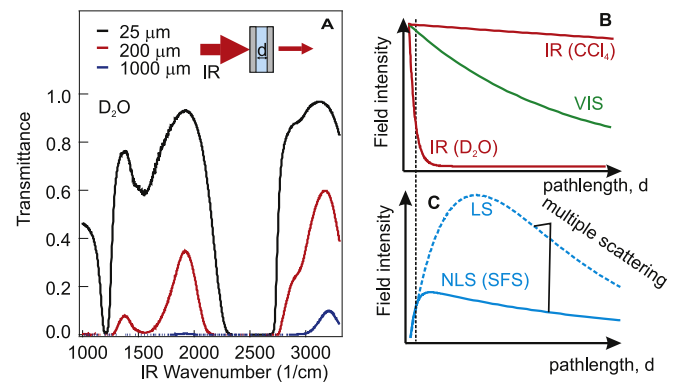 A
25 μm
200 μm
1000 μm
d
IR
D₂O
Transmittance
1.0
0.8
0.6
0.4
0.2
0.0
1000 1500 2000 2500 3000
IR Wavenumber (1/cm)
B
IR (CCl₄)
VIS
IR (D₂O)
Field intensity
pathlength, d
C
LS
multiple scattering
NLS (SFS)
Field intensity
pathlength, d